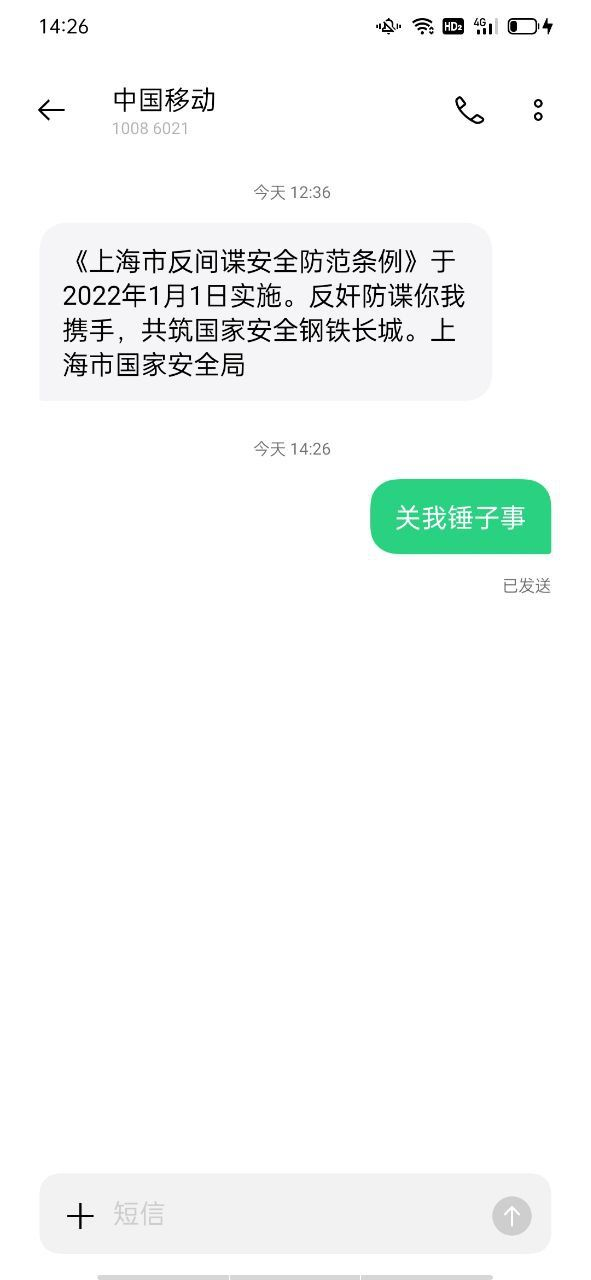 14:26
HD2 4G
中国移动
1008 6021
今天 12:36
《上海市反间谍安全防范条例》于
2022年1月1日实施。反奸防谍你我
携手，共筑国家安全钢铁长城。上
海市国家安全局
今天 14:26
关我锤子事
已发送
短信